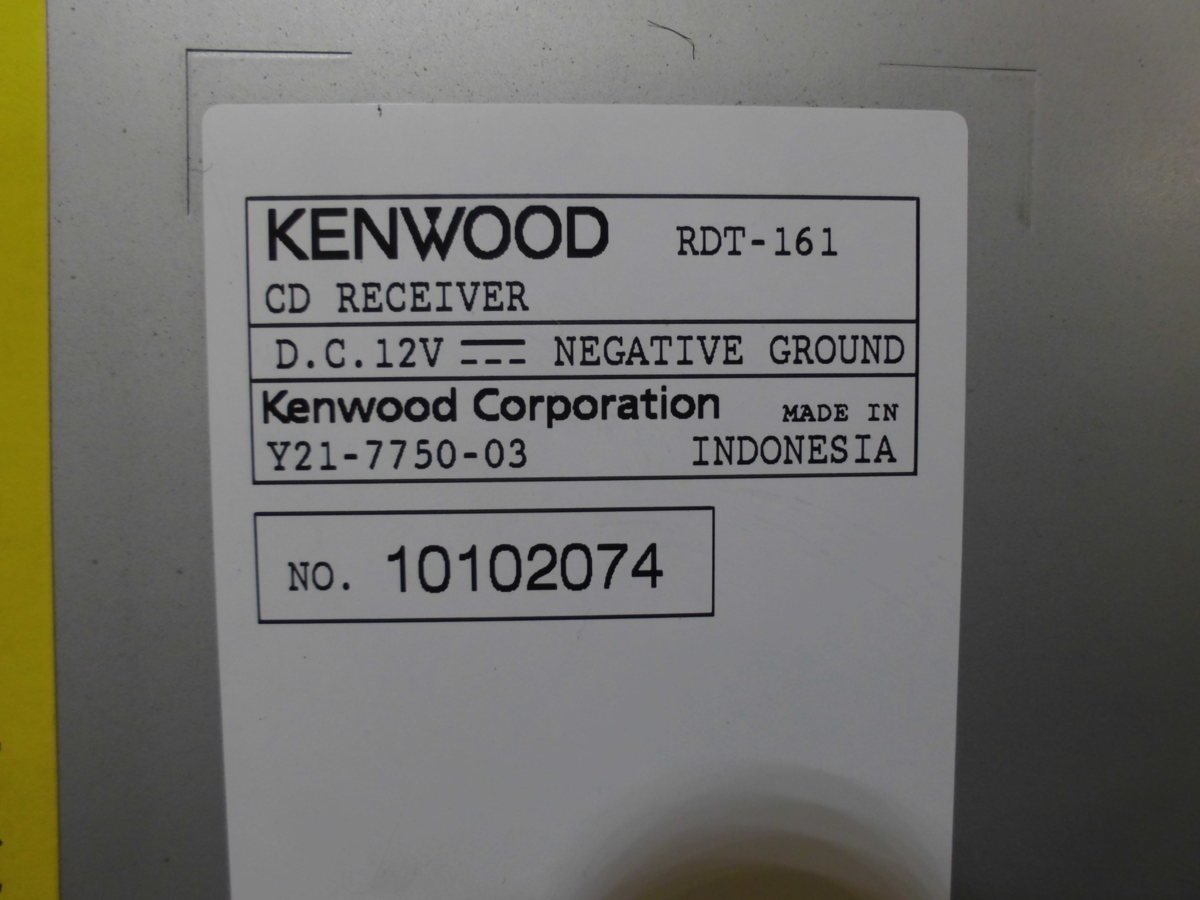 KENWOOD RDT-161
CD RECEIVER
D.C.12V ⎓ NEGATIVE GROUND
Kenwood Corporation MADE IN
Y21-7750-03 INDONESIA
NO. 10102074